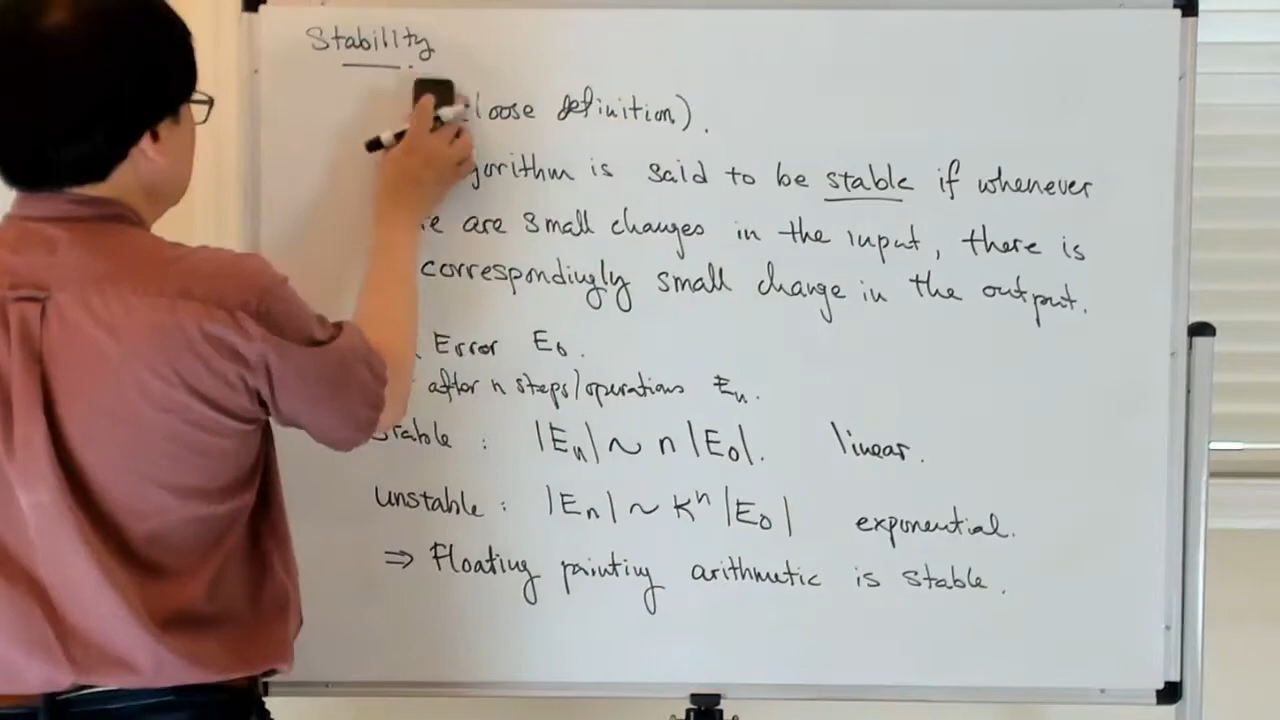 Stability
(loose definition).
gorithm is said to be stable if whenever
e are small changes in the input, there is
correspondingly small change in the output.
Error E₀.
after n steps/operations Eₙ.
Stable : |Eₙ| ~ n |E₀|. linear.
Unstable : |Eₙ| ~ Kⁿ |E₀| exponential.
⇒ Floating pointing arithmetic is stable.